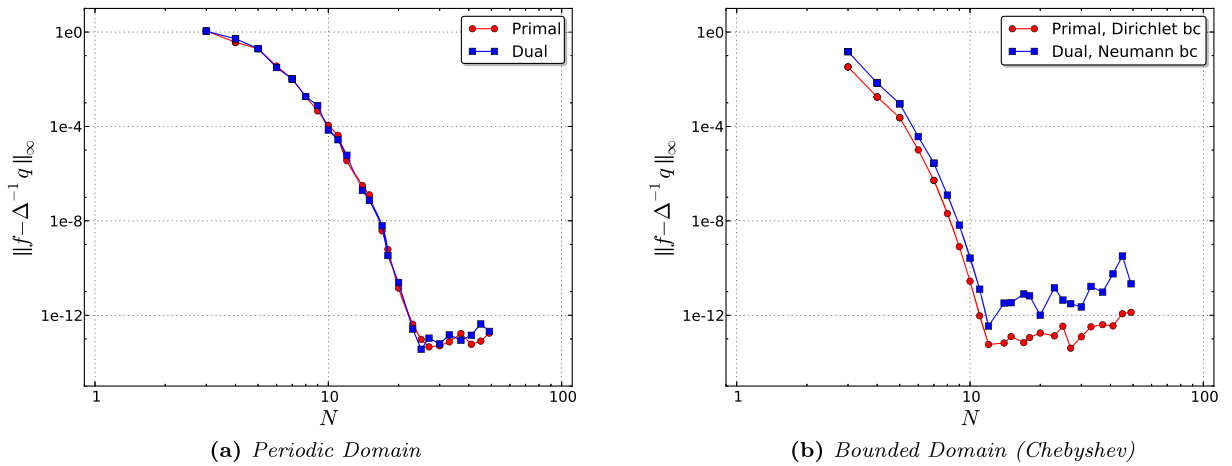 1e0
1e-4
1e-8
1e-12
‖f−Δ⁻¹ q‖∞
Primal
Dual
1
10
100
N
(a) Periodic Domain
1e0
1e-4
1e-8
1e-12
‖f−Δ⁻¹ q‖∞
Primal, Dirichlet bc
Dual, Neumann bc
1
10
100
N
(b) Bounded Domain (Chebyshev)